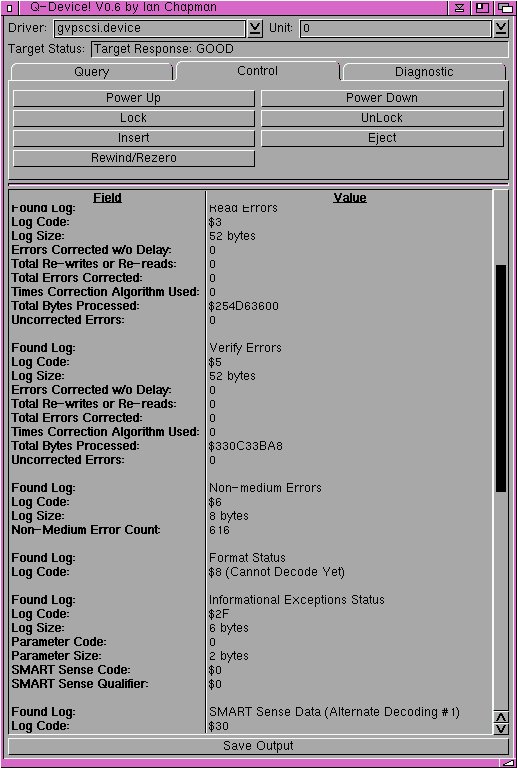 Q-Device! V0.6 by Ian Chapman
Driver: gvpscsi.device Unit: 0
Target Status: Target Response: GOOD
Query Control Diagnostic
Power Up Power Down
Lock UnLock
Insert Eject
Rewind/Rezero
Field Value
Found Log: Read Errors
Log Code: $3
Log Size: 52 bytes
Errors Corrected w/o Delay: 0
Total Re-writes or Re-reads: 0
Total Errors Corrected: 0
Times Correction Algorithm Used: 0
Total Bytes Processed: $254D63600
Uncorrected Errors: 0
Found Log: Verify Errors
Log Code: $5
Log Size: 52 bytes
Errors Corrected w/o Delay: 0
Total Re-writes or Re-reads: 0
Total Errors Corrected: 0
Times Correction Algorithm Used: 0
Total Bytes Processed: $330C33BA8
Uncorrected Errors: 0
Found Log: Non-medium Errors
Log Code: $6
Log Size: 8 bytes
Non-Medium Error Count: 616
Found Log: Format Status
Log Code: $8 (Cannot Decode Yet)
Found Log: Informational Exceptions Status
Log Code: $2F
Log Size: 6 bytes
Parameter Code: 0
Parameter Size: 2 bytes
SMART Sense Code: $0
SMART Sense Qualifier: $0
Found Log: SMART Sense Data (Alternate Decoding #1)
Log Code: $30
Save Output